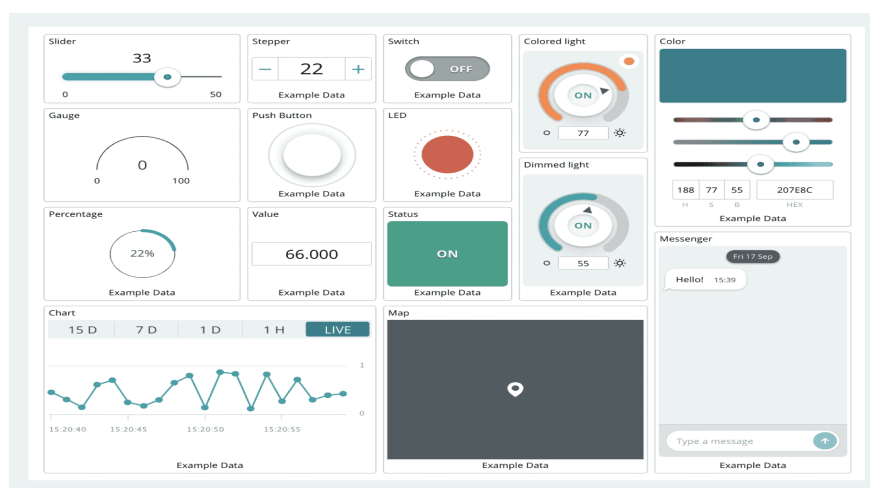 Slider
33
0 50
Stepper
− 22 +
Example Data
Switch
OFF
Example Data
Colored light
ON
77
Color
188 77 55 207E8C
H S B HEX
Example Data
Gauge
0
0 100
Push Button
Example Data
LED
Example Data
Dimmed light
ON
55
Example Data
Percentage
22%
Example Data
Value
66.000
Example Data
Status
ON
Example Data
Messenger
Fri 17 Sep
Hello! 15:39
Type a message
Example Data
Chart
15 D 7 D 1 D 1 H LIVE
1
0
15:20:40 15:20:45 15:20:50 15:20:55
Example Data
Map
Example Data